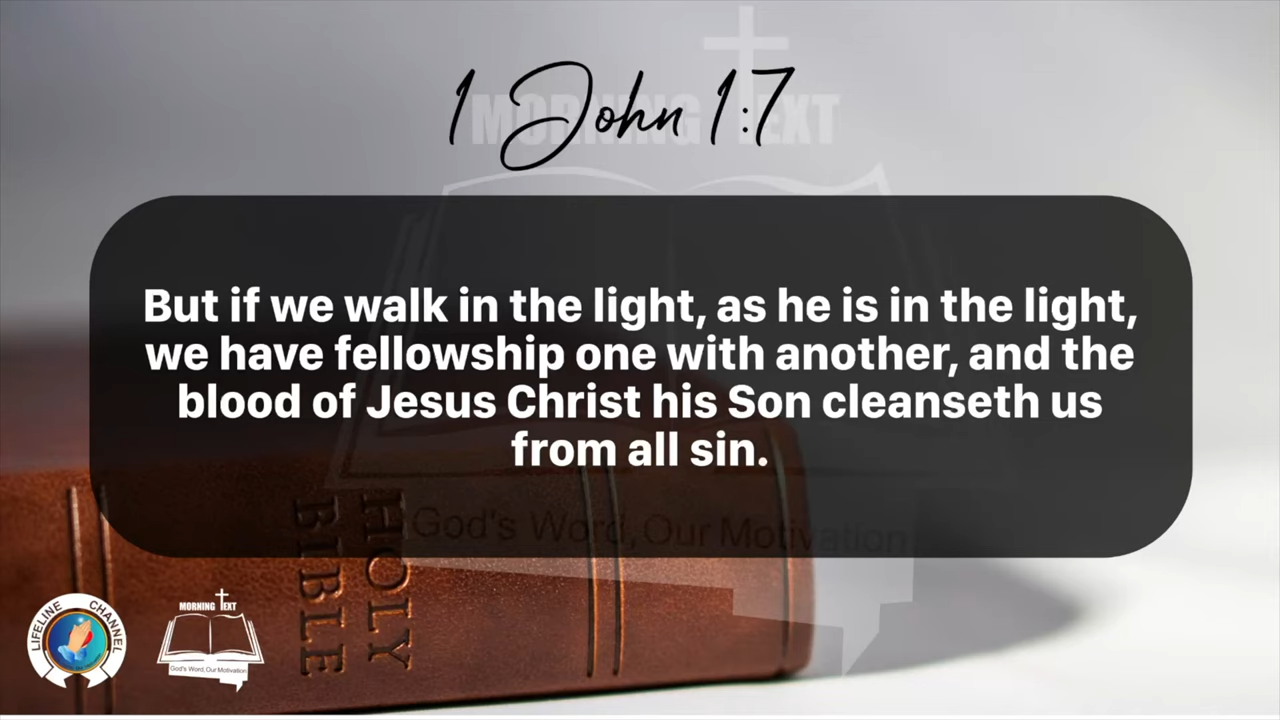 1 John 1:7
MORNING TEXT
But if we walk in the light, as he is in the light,
we have fellowship one with another, and the
blood of Jesus Christ his Son cleanseth us
from all sin.
God's Word, Our Motivation
HOLY
BIBLE
LIFELINE CHANNEL
MORNING TEXT
God's Word, Our Motivation